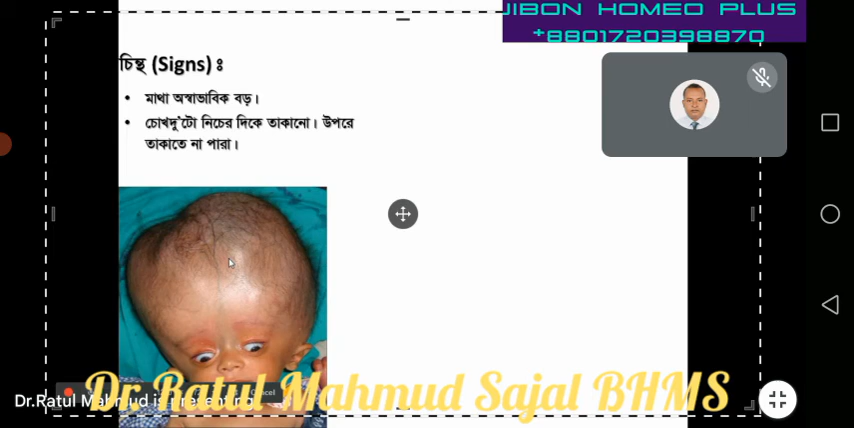 JIBON HOMEO PLUS
+8801720398870
চিহ্ন (Signs) ঃ
• মাথা অস্বাভাবিক বড়।
• চোখদু'টো নিচের দিকে তাকানো। উপরে
তাকাতে না পারা।
Dr.Ratul Mahmud is presenting
Dr. Ratul Mahmud Sajal BHMS